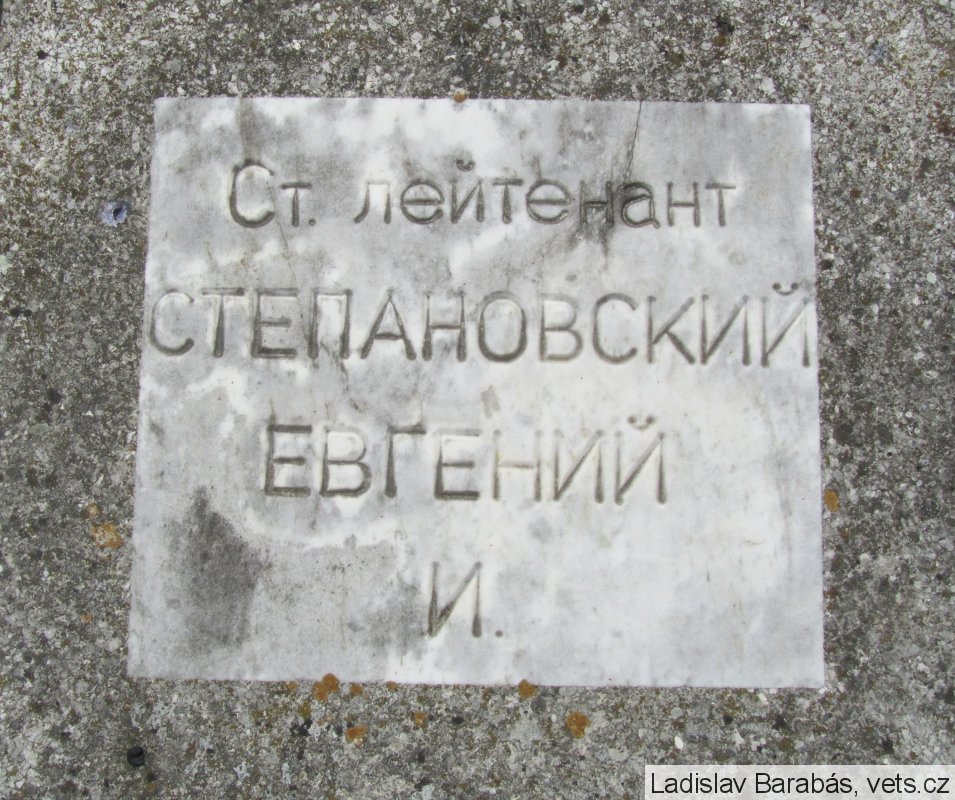 Ст. лейтенант
СТЕПАНОВСКИЙ
ЕВГЕНИЙ
И.
Ladislav Barabás, vets.cz